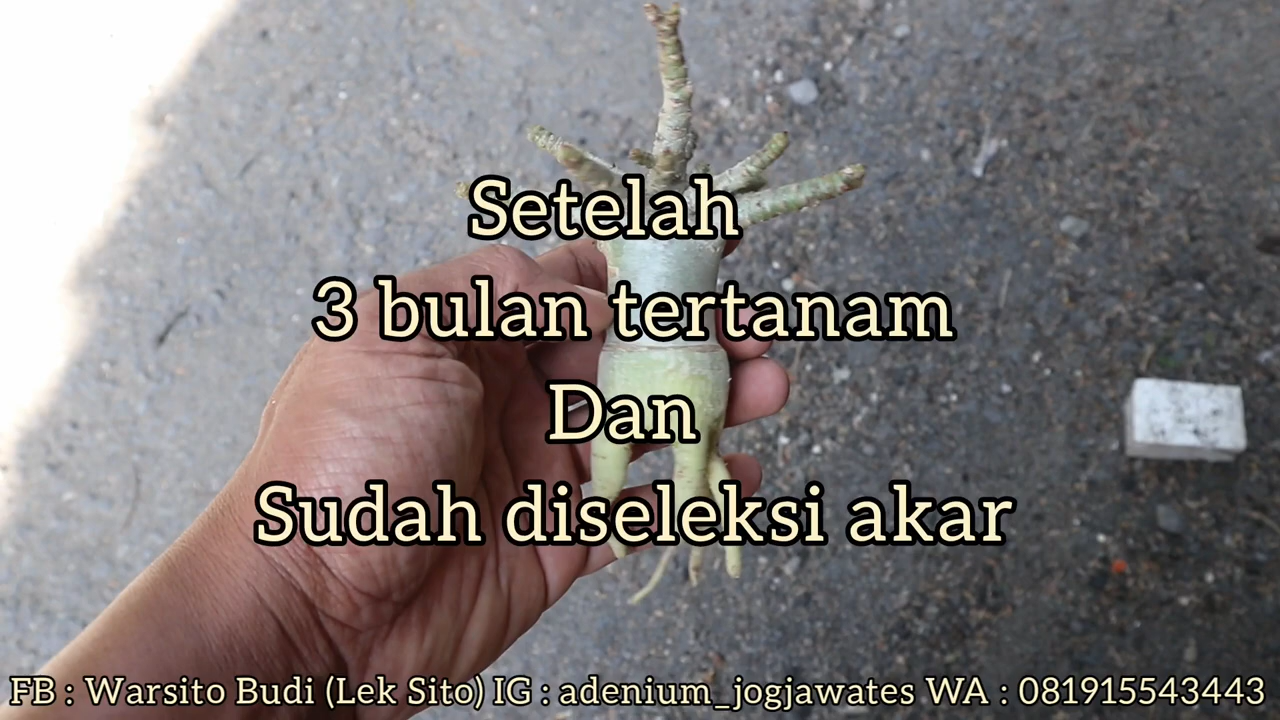 Setelah
3 bulan tertanam
Dan
Sudah diseleksi akar
FB : Warsito Budi (Lek Sito) IG : adenium_jogjawates WA : 081915543443